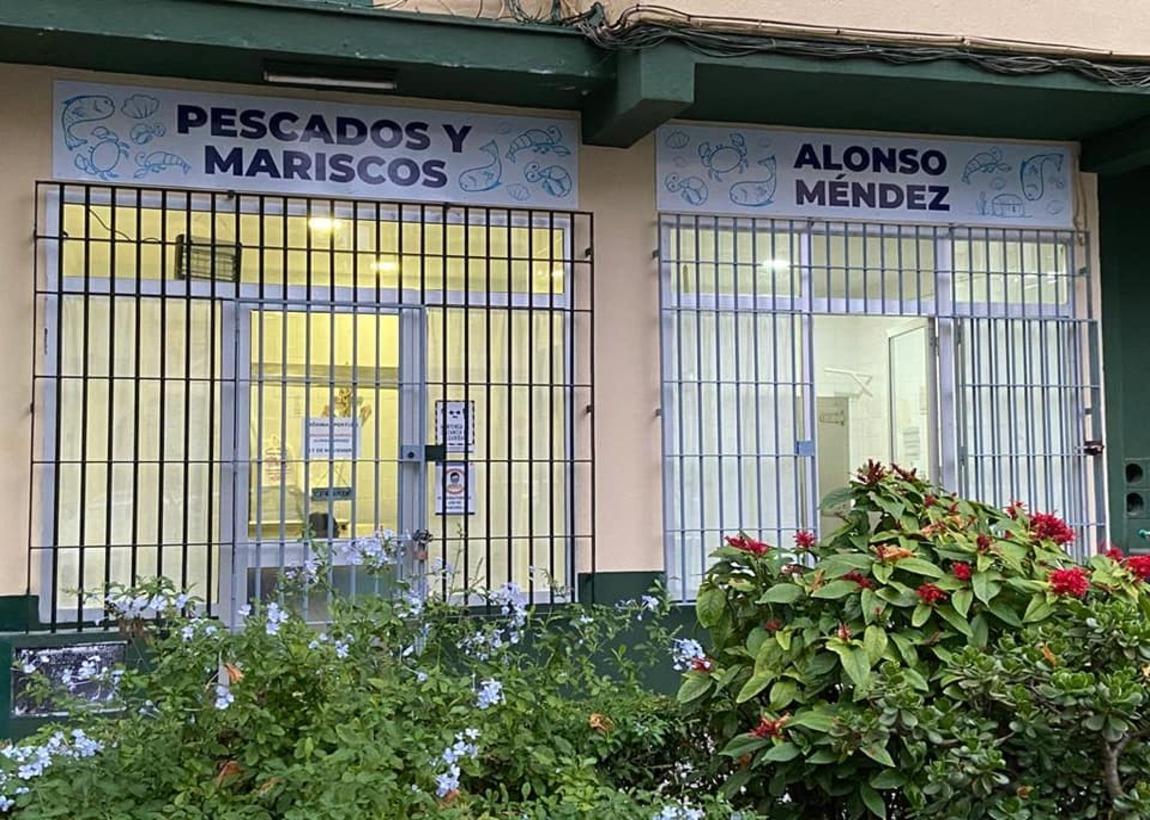 PESCADOS Y
MARISCOS
ALONSO
MÉNDEZ